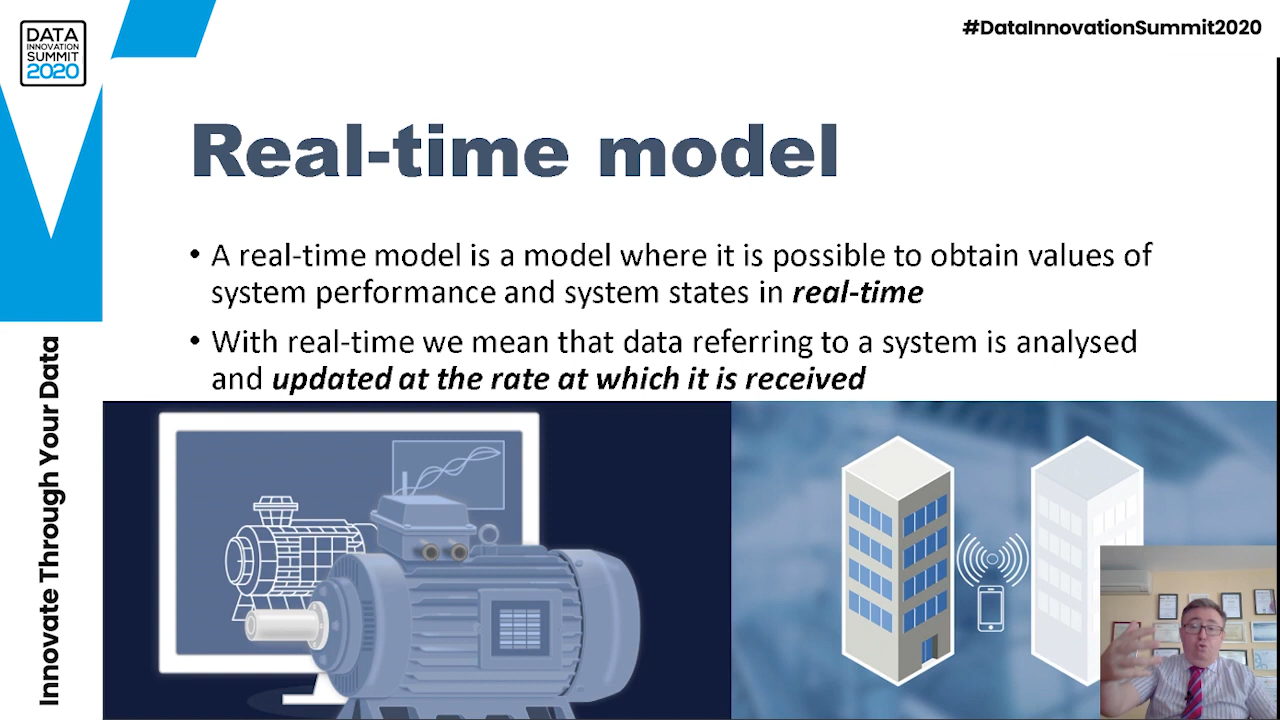 DATA
INNOVATION
SUMMIT
2020
#DataInnovationSummit2020
Real-time model
• A real-time model is a model where it is possible to obtain values of
system performance and system states in real-time
• With real-time we mean that data referring to a system is analysed
and updated at the rate at which it is received
Innovate Through Your Data